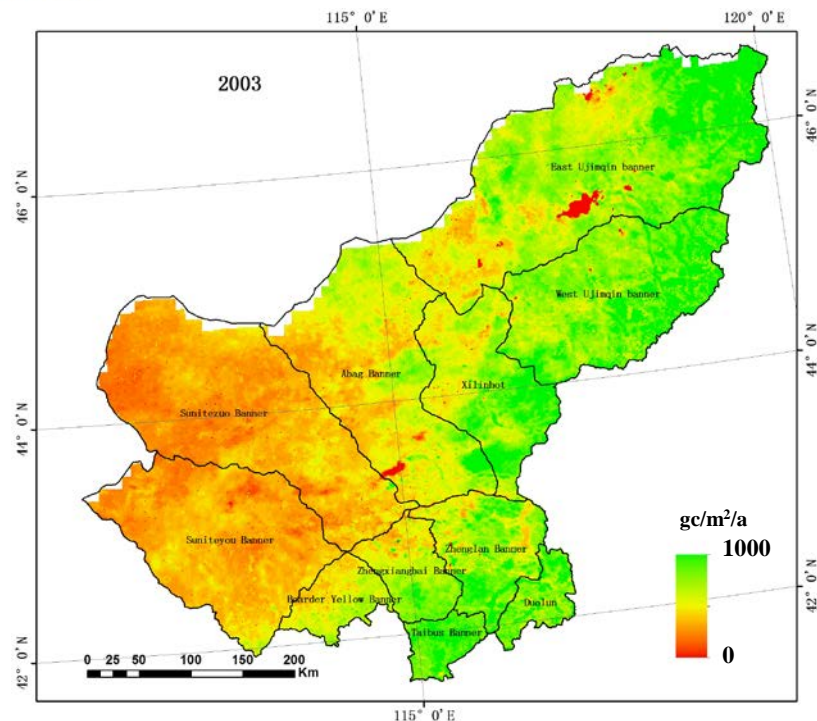 115° 0′E
120° 0′E
2003
46° 0′N
East Ujimqin banner
46° 0′N
West Ujimqin banner
Abag Banner
Xilinhot
44° 0′N
Sunitezuo Banner
44° 0′N
Suniteyou Banner
gc/m²/a
1000
Zhenglan Banner
Zhengxiangbai Banner
42° 0′N
Boarder Yellow Banner
Duolun
Taibus Banner
0
42° 0′N
0 25 50 100 150 200
Km
115° 0′E